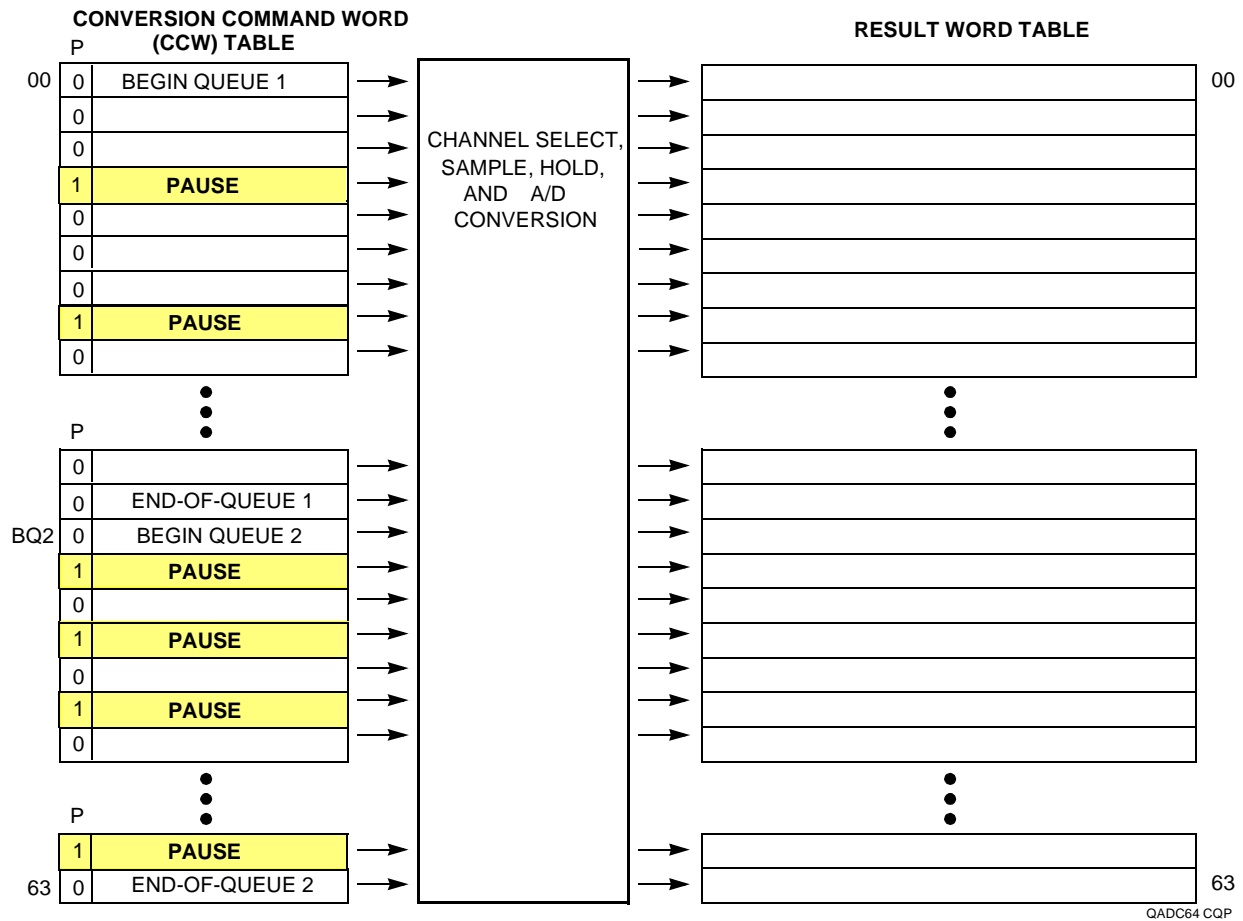 CONVERSION COMMAND WORD
(CCW) TABLE
RESULT WORD TABLE
P
00 0 BEGIN QUEUE 1 00
0
0
1 PAUSE
0
0
0
1 PAUSE
0
CHANNEL SELECT,
SAMPLE, HOLD,
AND A/D
CONVERSION
P
0
0 END-OF-QUEUE 1
BQ2 0 BEGIN QUEUE 2
1 PAUSE
0
1 PAUSE
0
1 PAUSE
0
P
1 PAUSE
63 0 END-OF-QUEUE 2 63
QADC64 CQP